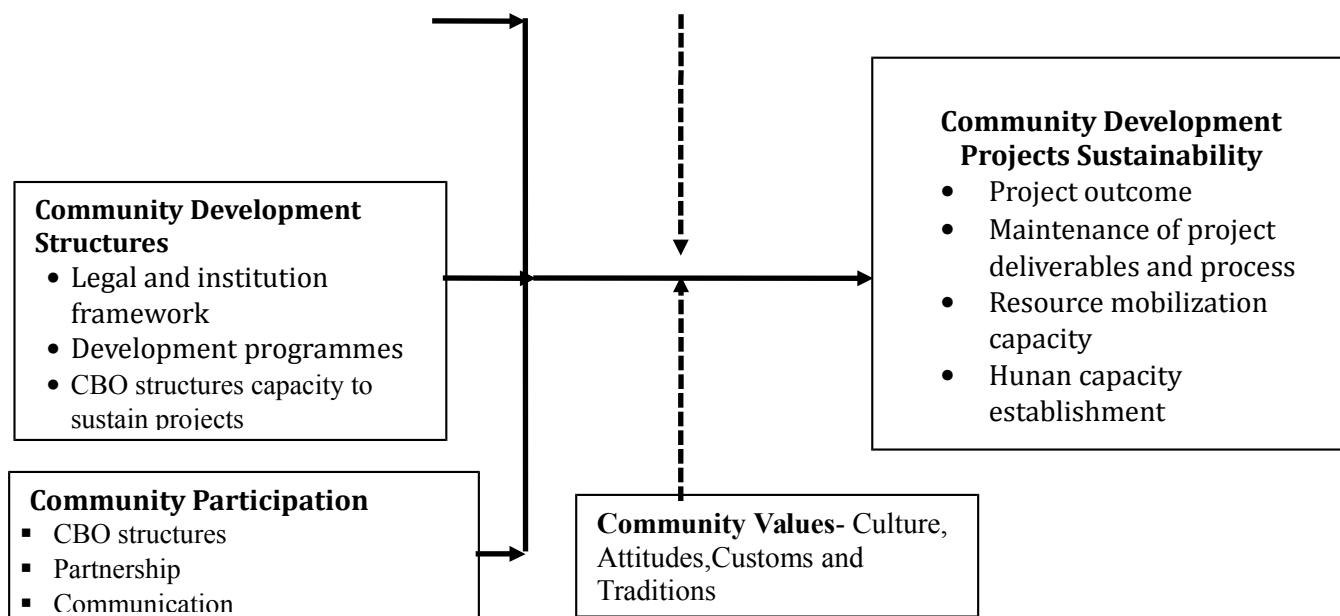 Community Development
Structures
• Legal and institution
framework
• Development programmes
• CBO structures capacity to
sustain projects
Community Participation
▪ CBO structures
▪ Partnership
▪ Communication
Community Values- Culture,
Attitudes,Customs and
Traditions
Community Development
Projects Sustainability
• Project outcome
• Maintenance of project
deliverables and process
• Resource mobilization
capacity
• Hunan capacity
establishment